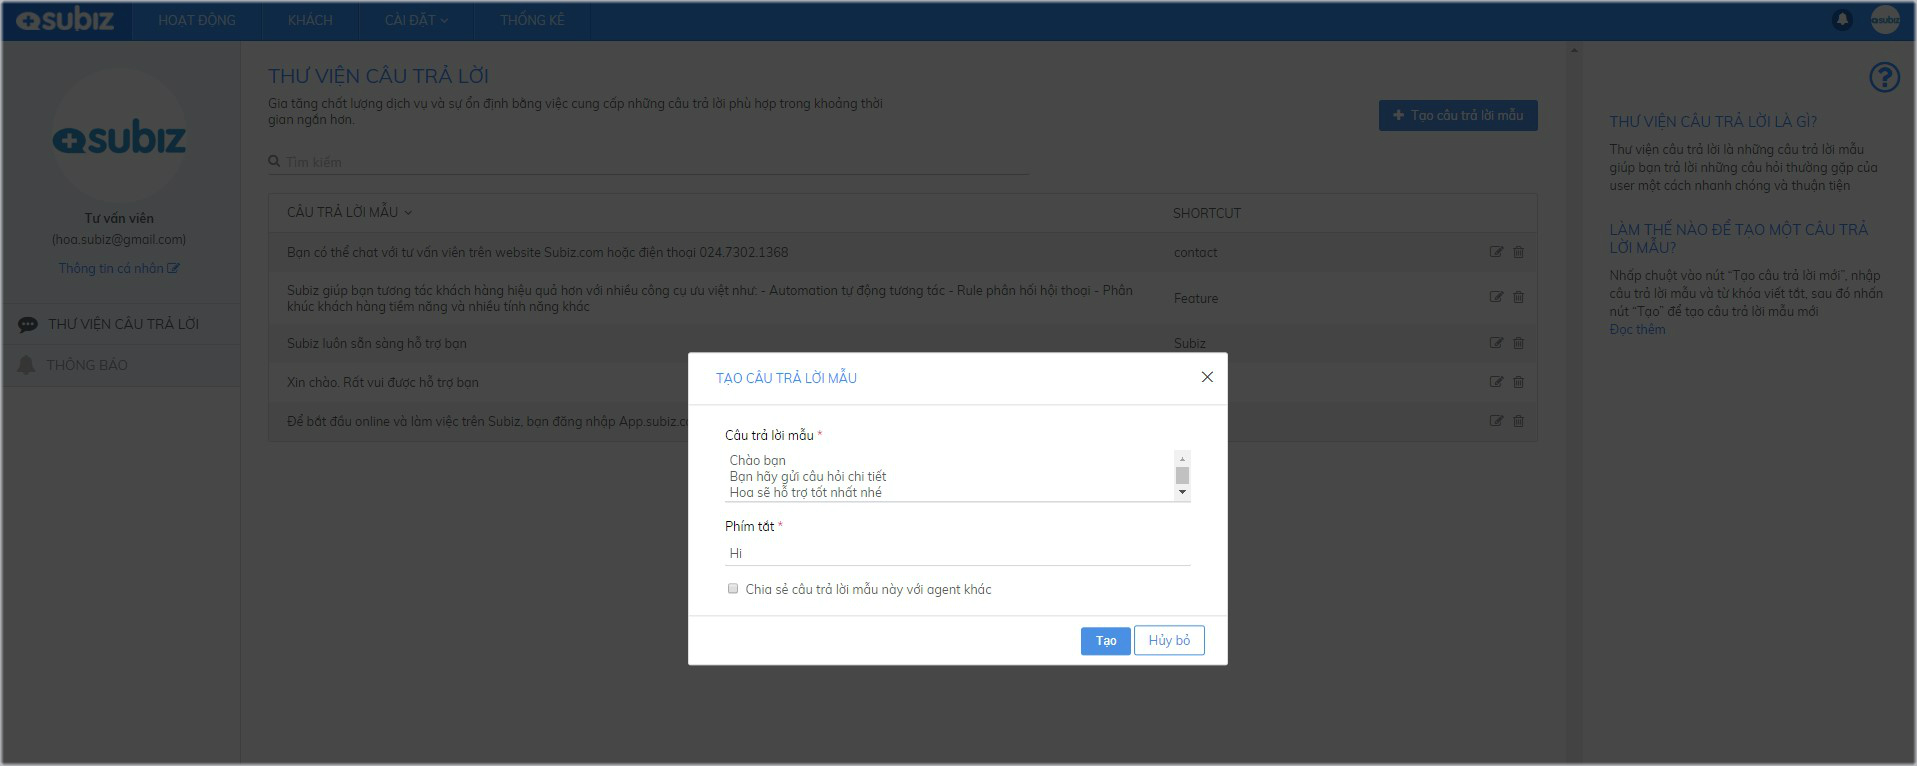 subiz
HOẠT ĐỘNG
KHÁCH
CÀI ĐẶT
THỐNG KÊ
subiz
subiz
Tư vấn viên
(hoa.subiz@gmail.com)
Thông tin cá nhân
THƯ VIỆN CÂU TRẢ LỜI
THÔNG BÁO
THƯ VIỆN CÂU TRẢ LỜI
Gia tăng chất lượng dịch vụ và sự ổn định bằng việc cung cấp những câu trả lời phù hợp trong khoảng thời
gian ngắn hơn.
Tạo câu trả lời mẫu
Tìm kiếm
CÂU TRẢ LỜI MẪU
SHORTCUT
Bạn có thể chat với tư vấn viên trên website Subiz.com hoặc điện thoại 024.7302.1368
contact
Subiz giúp bạn tương tác khách hàng hiệu quả hơn với nhiều công cụ ưu việt như: - Automation tự động tương tác - Rule phân hồi hội thoại - Phân
khúc khách hàng tiềm năng và nhiều tính năng khác
Feature
Subiz luôn sẵn sàng hỗ trợ bạn
Subiz
Xin chào. Rất vui được hỗ trợ bạn
Để bắt đầu online và làm việc trên Subiz, bạn đăng nhập App.subiz.c
TẠO CÂU TRẢ LỜI MẪU
Câu trả lời mẫu *
Chào bạn
Bạn hãy gửi câu hỏi chi tiết
Hoa sẽ hỗ trợ tốt nhất nhé
Phím tắt *
Hi
Chia sẻ câu trả lời mẫu này với agent khác
Tạo
Hủy bỏ
?
THƯ VIỆN CÂU TRẢ LỜI LÀ GÌ?
Thư viện câu trả lời là những câu trả lời mẫu
giúp bạn trả lời những câu hỏi thường gặp của
user một cách nhanh chóng và thuận tiện
LÀM THẾ NÀO ĐỂ TẠO MỘT CÂU TRẢ
LỜI MẪU?
Nhấp chuột vào nút “Tạo câu trả lời mới”, nhập
câu trả lời mẫu và từ khóa viết tắt, sau đó nhấn
nút “Tạo” để tạo câu trả lời mẫu mới
Đọc thêm